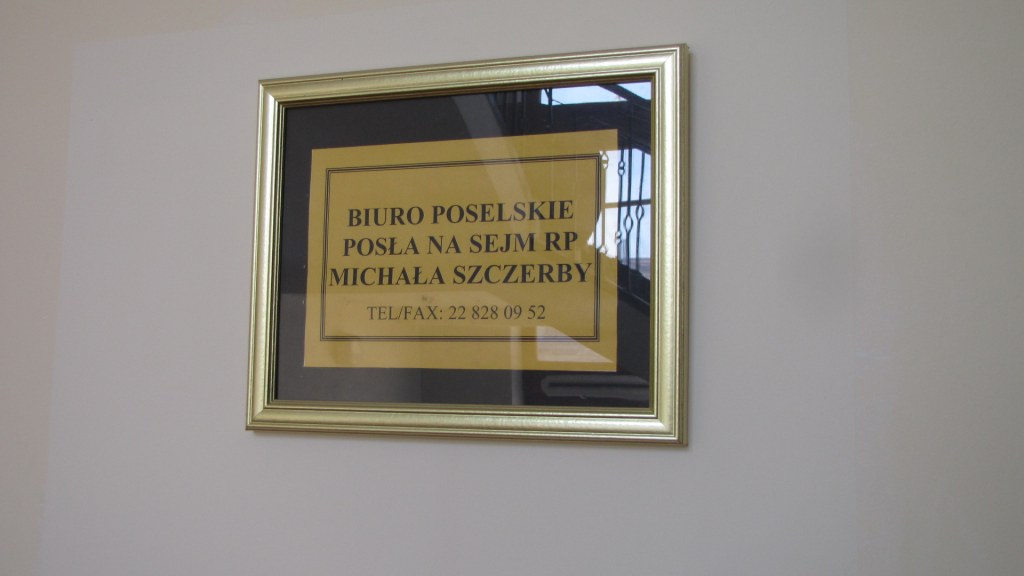 BIURO POSELSKIE
POSŁA NA SEJM RP
MICHAŁA SZCZERBY
TEL/FAX: 22 828 09 52